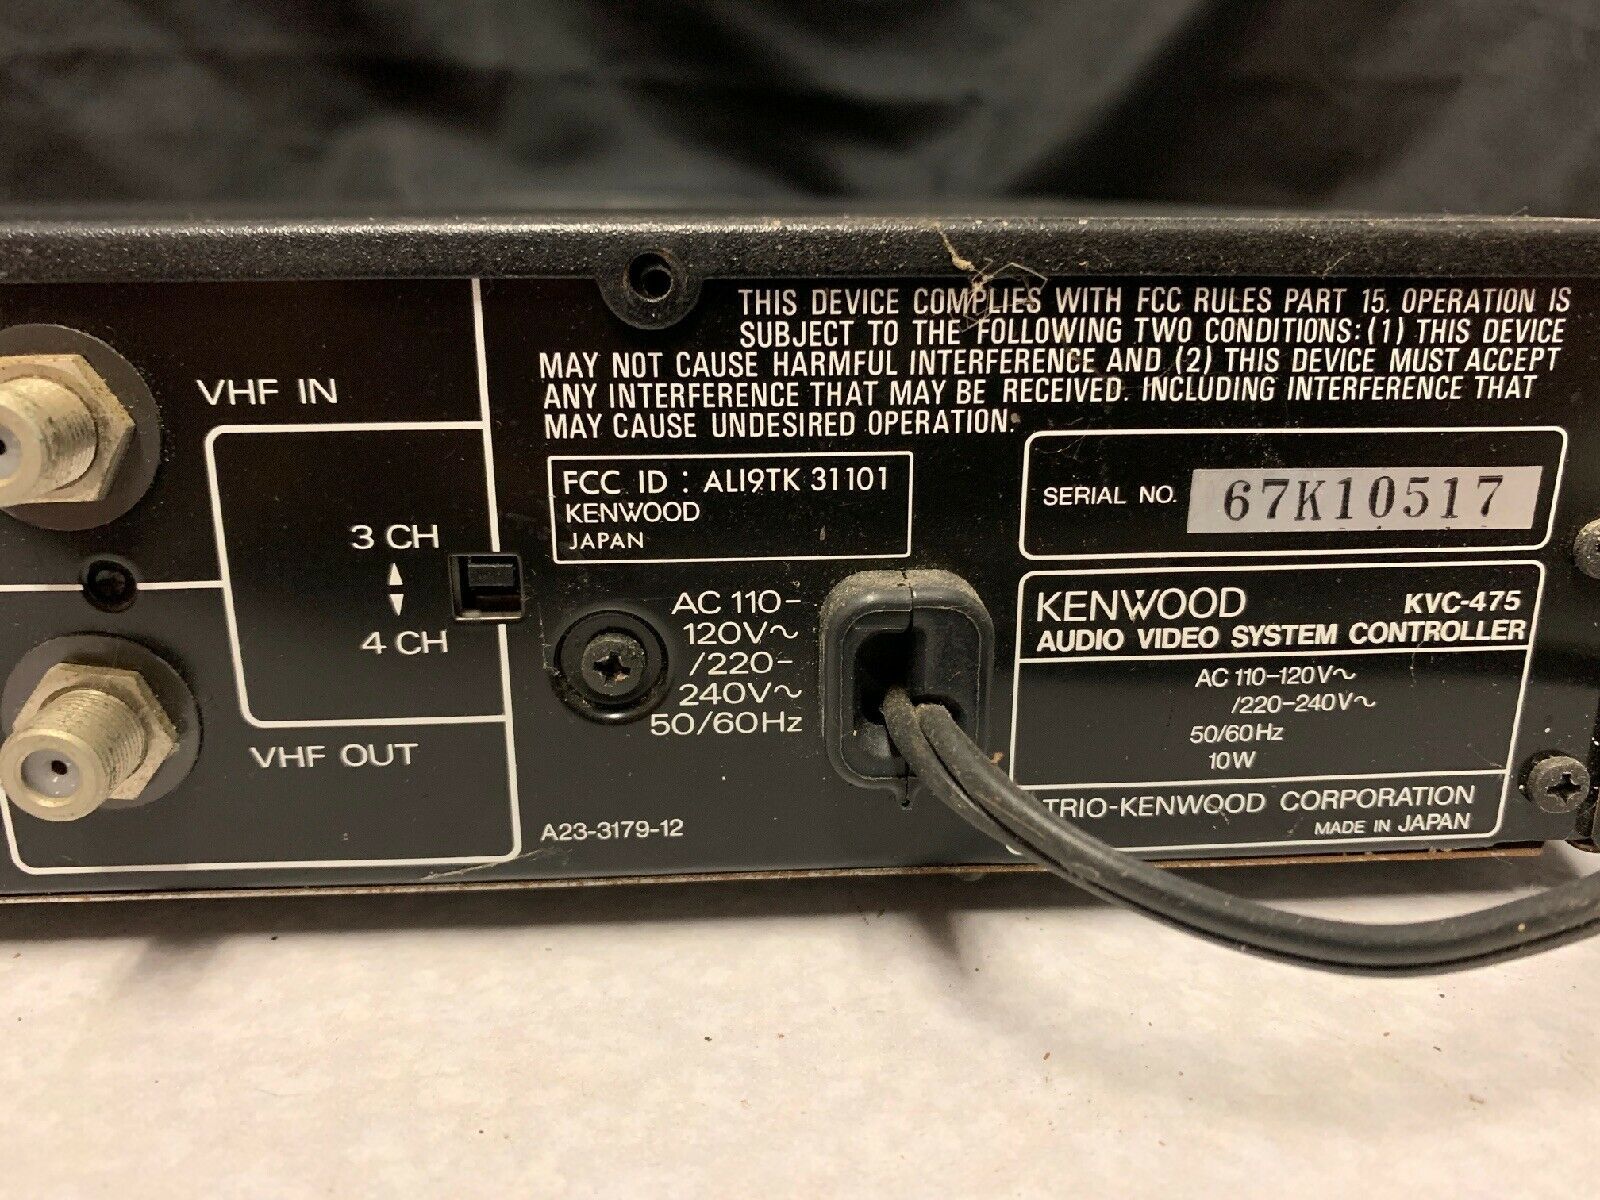 THIS DEVICE COMPLIES WITH FCC RULES PART 15. OPERATION IS
SUBJECT TO THE FOLLOWING TWO CONDITIONS: (1) THIS DEVICE
MAY NOT CAUSE HARMFUL INTERFERENCE AND (2) THIS DEVICE MUST ACCEPT
ANY INTERFERENCE THAT MAY BE RECEIVED. INCLUDING INTERFERENCE THAT
MAY CAUSE UNDESIRED OPERATION.
VHF IN
3 CH
4 CH
VHF OUT
FCC ID : ALI9TK 31101
KENWOOD
JAPAN
AC 110-
120V~
/220-
240V~
50/60Hz
A23-3179-12
SERIAL NO. 67K10517
KENWOOD KVC-475
AUDIO VIDEO SYSTEM CONTROLLER
AC 110-120V~
/220-240V~
50/60Hz
10W
TRIO-KENWOOD CORPORATION
MADE IN JAPAN